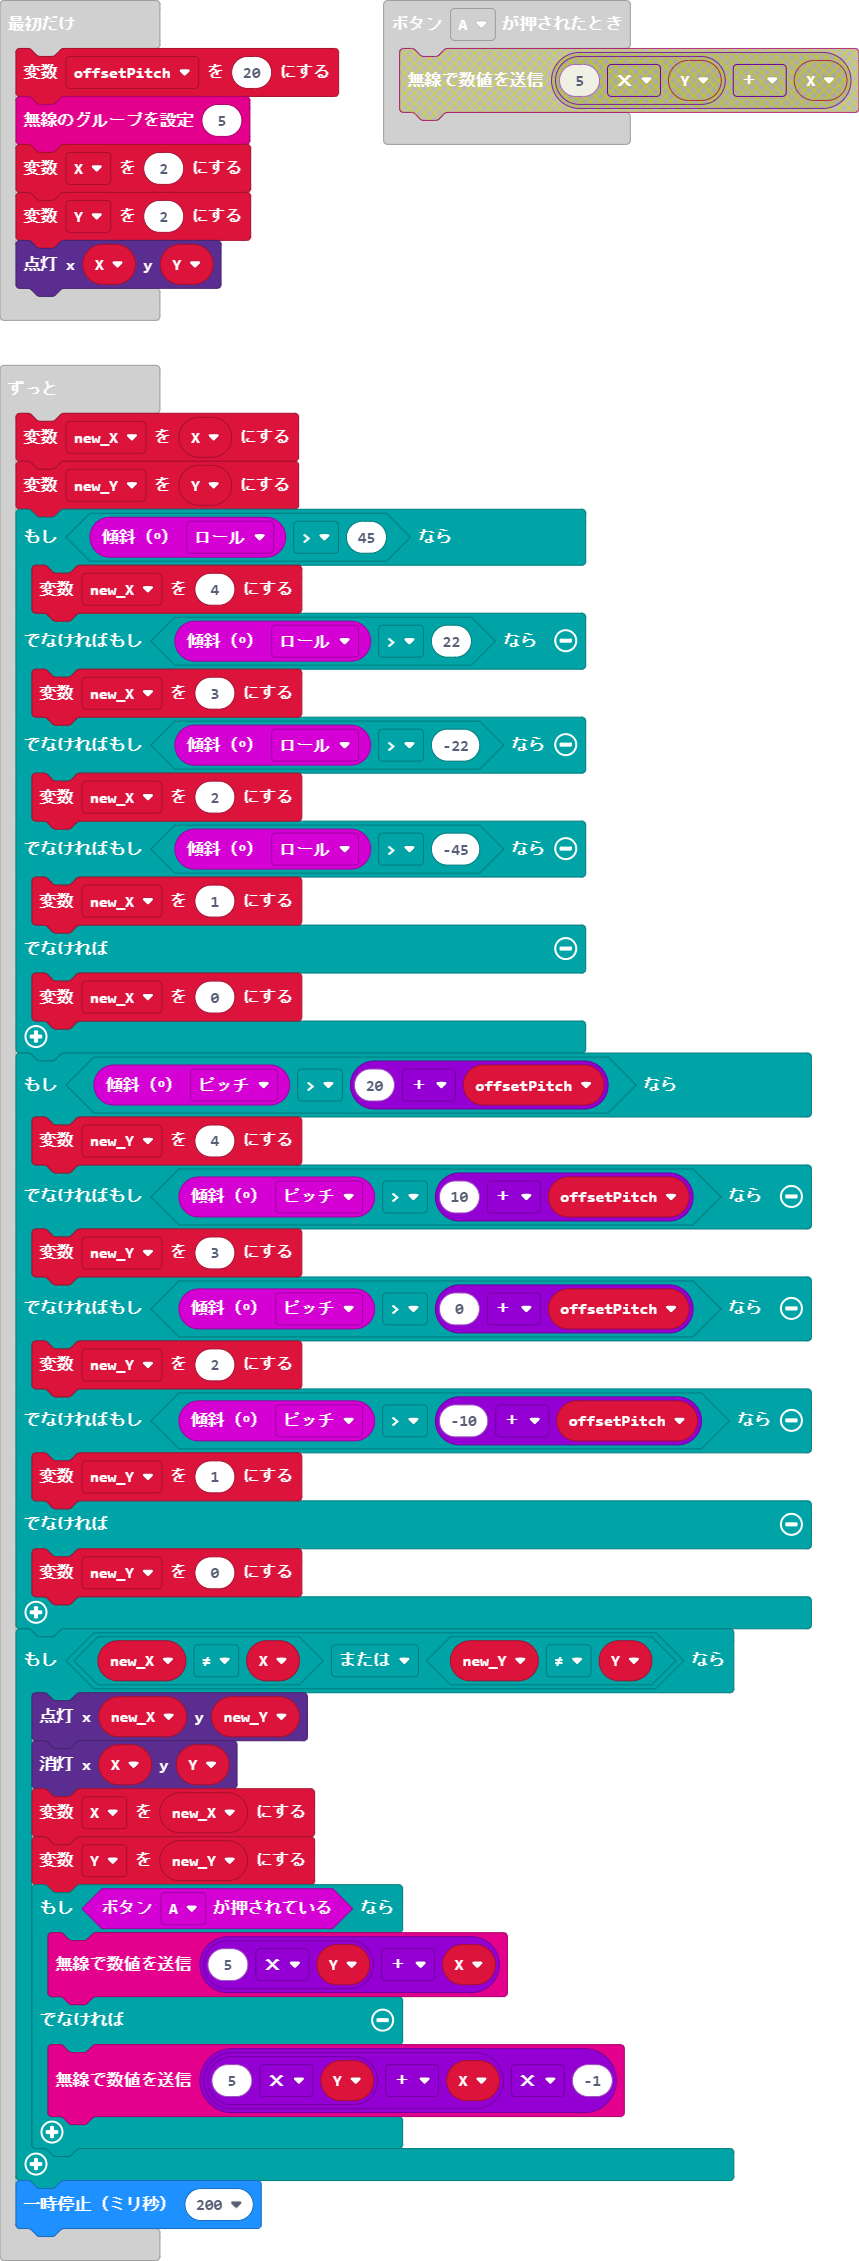 最初だけ
変数 offsetPitch を 20 にする
無線のグループを設定 5
変数 X を 2 にする
変数 Y を 2 にする
点灯 x X y Y
ボタン A が押されたとき
無線で数値を送信 5 × Y + X
ずっと
変数 new_X を X にする
変数 new_Y を Y にする
もし 傾斜 (°) ロール > 45 なら
変数 new_X を 4 にする
でなければもし 傾斜 (°) ロール > 22 なら
変数 new_X を 3 にする
でなければもし 傾斜 (°) ロール > -22 なら
変数 new_X を 2 にする
でなければもし 傾斜 (°) ロール > -45 なら
変数 new_X を 1 にする
でなければ
変数 new_X を 0 にする
もし 傾斜 (°) ピッチ > 20 + offsetPitch なら
変数 new_Y を 4 にする
でなければもし 傾斜 (°) ピッチ > 10 + offsetPitch なら
変数 new_Y を 3 にする
でなければもし 傾斜 (°) ピッチ > 0 + offsetPitch なら
変数 new_Y を 2 にする
でなければもし 傾斜 (°) ピッチ > -10 + offsetPitch なら
変数 new_Y を 1 にする
でなければ
変数 new_Y を 0 にする
もし new_X ≠ X または new_Y ≠ Y なら
点灯 x new_X y new_Y
消灯 x X y Y
変数 X を new_X にする
変数 Y を new_Y にする
もし ボタン A が押されている なら
無線で数値を送信 5 × Y + X
でなければ
無線で数値を送信 5 × Y + X × -1
一時停止（ミリ秒） 200